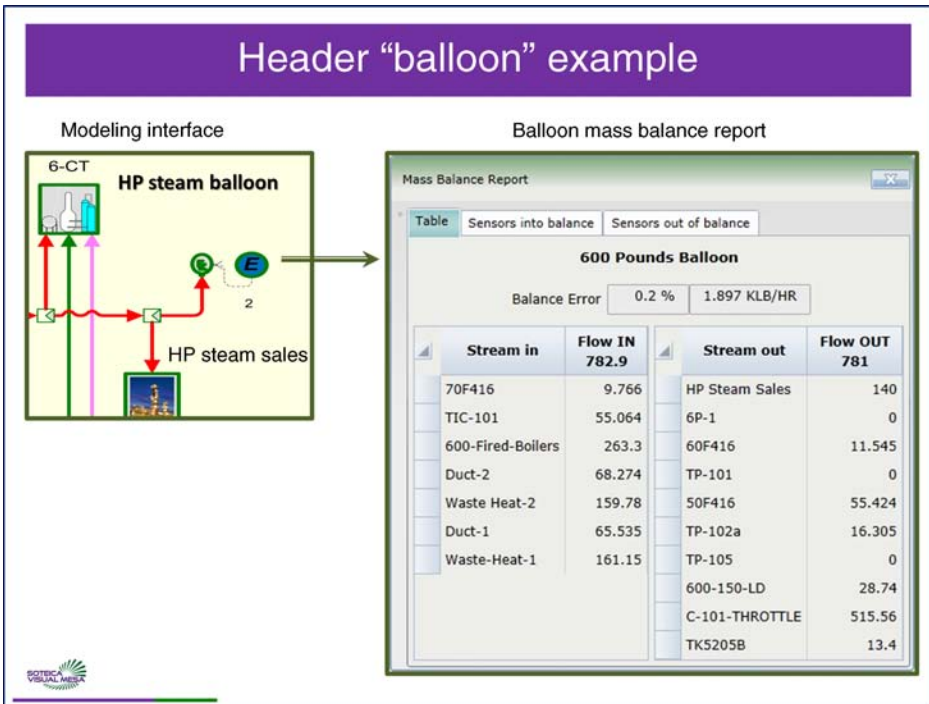 Header “balloon” example
Modeling interface
Balloon mass balance report
6-CT
HP steam balloon
E
2
HP steam sales
Mass Balance Report
Table Sensors into balance Sensors out of balance
600 Pounds Balloon
Balance Error 0.2 % 1.897 KLB/HR
Stream in Flow IN 782.9
70F416 9.766
TIC-101 55.064
600-Fired-Boilers 263.3
Duct-2 68.274
Waste Heat-2 159.78
Duct-1 65.535
Waste-Heat-1 161.15
Stream out Flow OUT 781
HP Steam Sales 140
6P-1 0
60F416 11.545
TP-101 0
50F416 55.424
TP-102a 16.305
TP-105 0
600-150-LD 28.74
C-101-THROTTLE 515.56
TK5205B 13.4
SOTEICA
VISUAL MESA